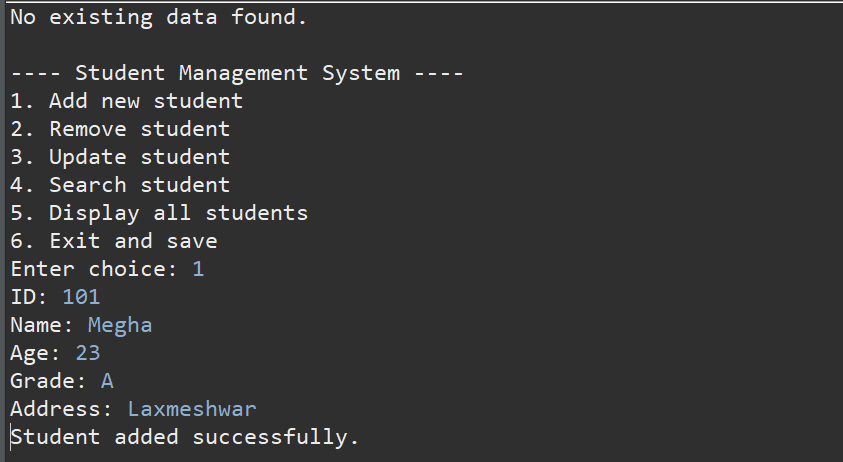 No existing data found.
---- Student Management System ----
1. Add new student
2. Remove student
3. Update student
4. Search student
5. Display all students
6. Exit and save
Enter choice: 1
ID: 101
Name: Megha
Age: 23
Grade: A
Address: Laxmeshwar
Student added successfully.